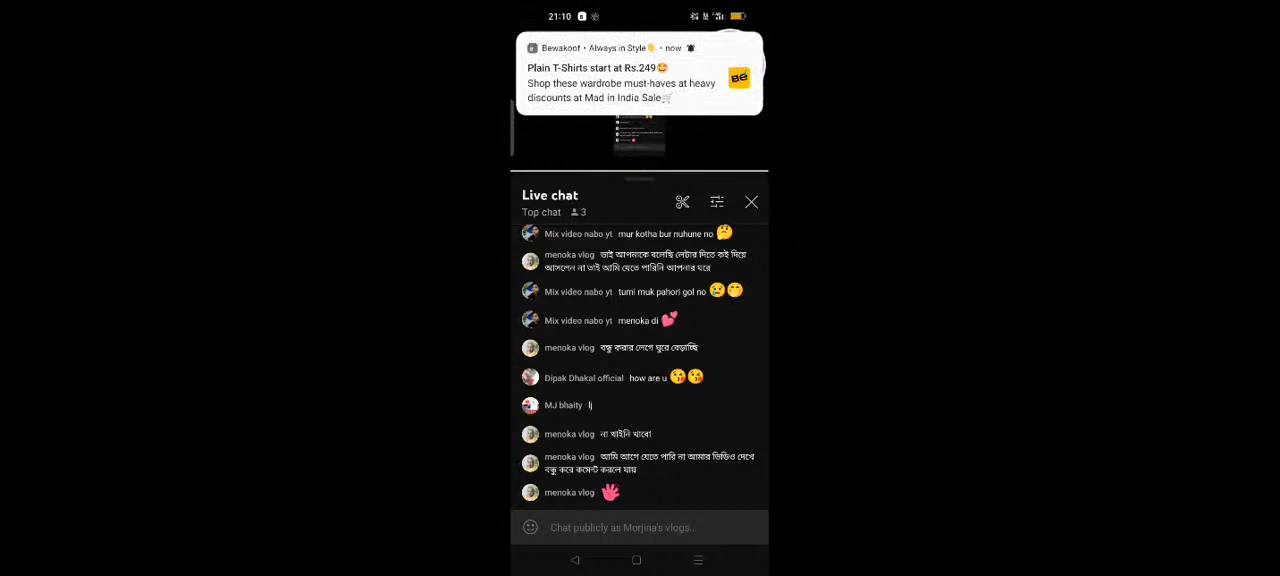 21:10
Bewakoof • Always in Style👇 • now
Plain T-Shirts start at Rs.249🤩
Shop these wardrobe must-haves at heavy
discounts at Mad in India Sale🛒
Bé
Live chat
Top chat 3
Mix video nabo yt mur kotha bur nuhune no 🤔
menoka vlog ভাই আপনাকে বলেছি লেটার দিতে কই দিয়ে
আসলেন না তাই আমি যেতে পারিনি আপনার ঘরে
Mix video nabo yt tumi muk pahori gol no 😢🤭
Mix video nabo yt menoka di 💕
menoka vlog বন্ধু করার লেগে ঘুরে বেড়াচ্ছি
Dipak Dhakal official how are u 😘😘
MJ bhaity lj
menoka vlog না খাইনি খাবো
menoka vlog আমি আগে যেতে পারি না আমার ভিডিও দেখে
বন্ধু করে কমেন্ট করলে যায়
menoka vlog
Chat publicly as Morjina's vlogs...